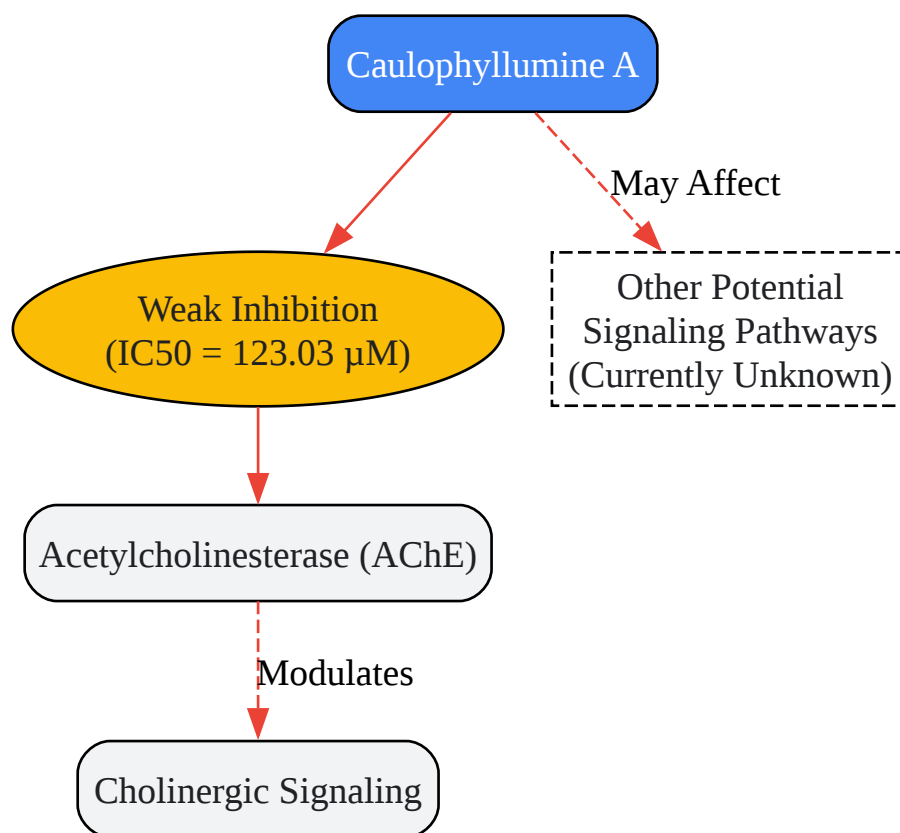 Caulophyllumine A
May Affect
Weak Inhibition
(IC50 = 123.03 µM)
Other Potential
Signaling Pathways
(Currently Unknown)
Acetylcholinesterase (AChE)
Modulates
Cholinergic Signaling